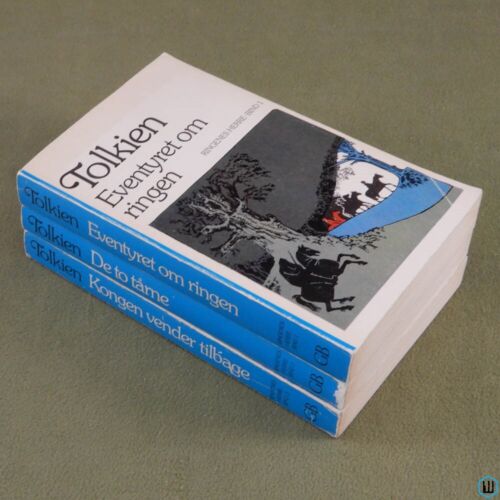 Tolkien
Eventyret om
ringen
RINGENES HERRE: BIND 1
Tolkien Eventyret om ringen GB
Tolkien De to tårne GB
Tolkien Kongen vender tilbage GB